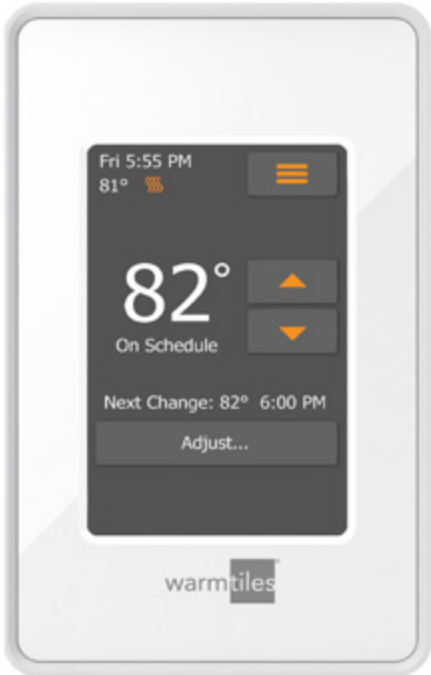 Fri 5:55 PM
81°
82°
On Schedule
Next Change: 82° 6:00 PM
Adjust...
warmtiles